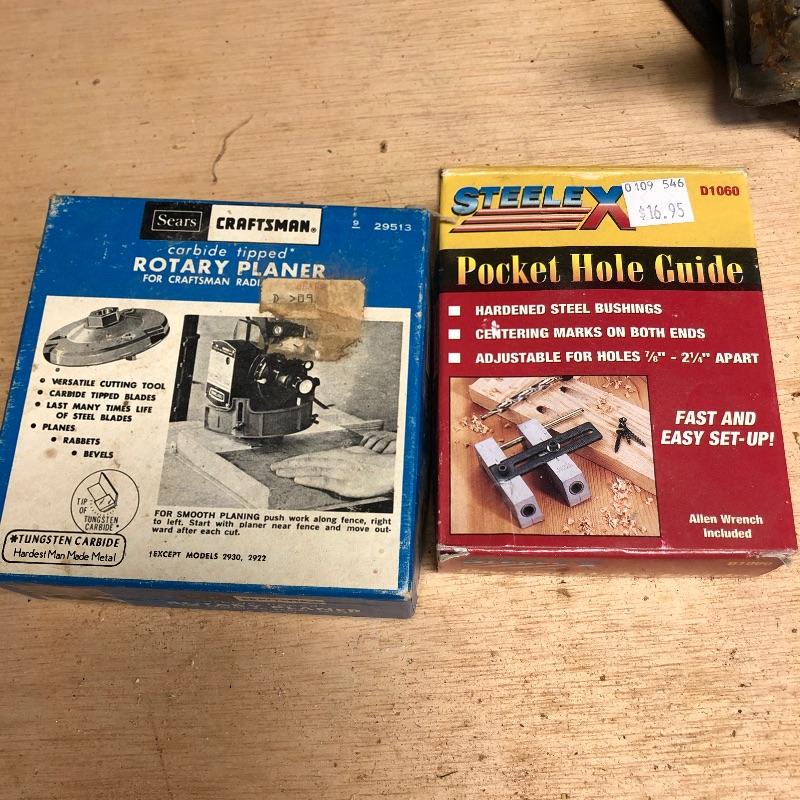 Sears CRAFTSMAN®
9 29513
carbide tipped*
ROTARY PLANER
FOR CRAFTSMAN
D >09
• VERSATILE CUTTING TOOL
• CARBIDE TIPPED BLADES
• LAST MANY TIMES LIFE
OF STEEL BLADES
• PLANES
• RABBETS
• BEVELS
TIP
OF
TUNGSTEN
CARBIDE*
*TUNGSTEN CARBIDE
Hardest Man Made Metal
FOR SMOOTH PLANING push work along fence, right
to left. Start with planer near fence and move out-
ward after each cut.
†EXCEPT MODELS 2930, 2922
ROTARY PLANER
STEELEX
0109 546
$16.95
D1060
Pocket Hole Guide
HARDENED STEEL BUSHINGS
CENTERING MARKS ON BOTH ENDS
ADJUSTABLE FOR HOLES 7/8" - 2 1/4" APART
FAST AND
EASY SET-UP!
Allen Wrench
Included
D1060